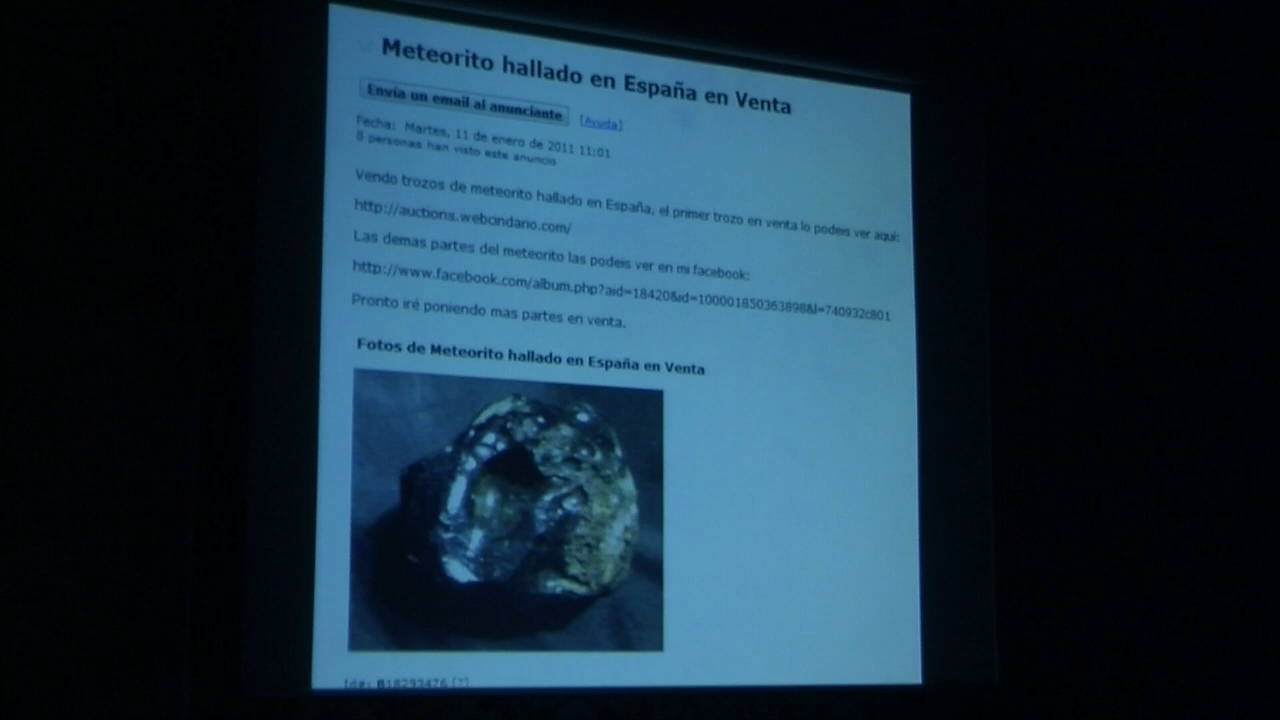 Meteorito hallado en España en Venta
Envía un email al anunciante [Ayuda]
Fecha: Martes, 11 de enero de 2011 11:01
8 personas han visto este anuncio
Vendo trozos de meteorito hallado en España, el primer trozo en venta lo podeis ver aquí:
http://auctions.webcindario.com/
Las demas partes del meteorito las podeis ver en mi facebook:
http://www.facebook.com/album.php?aid=18420&id=100001850363898&l=740932c801
Pronto iré poniendo mas partes en venta.
Fotos de Meteorito hallado en España en Venta
Id#: 818293476 [?]